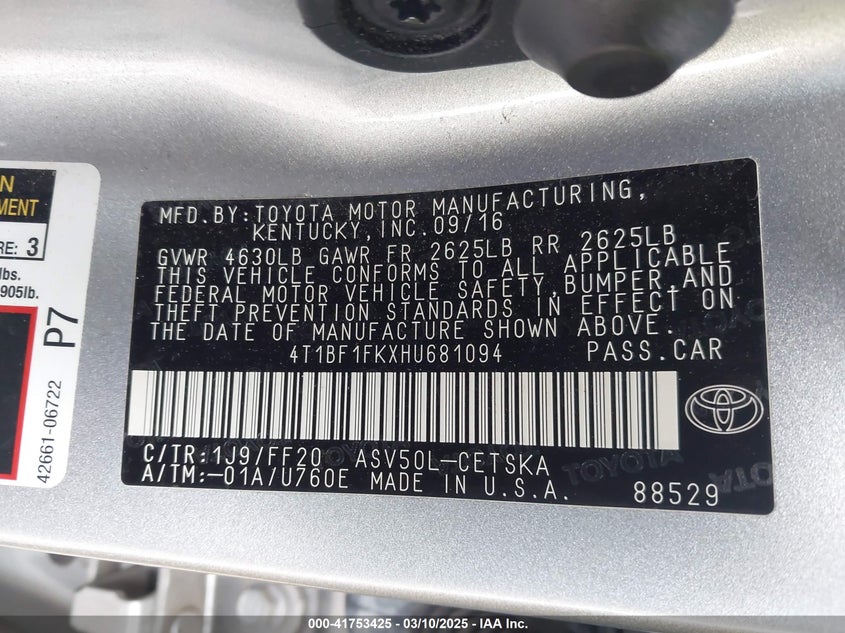 MFD. BY: TOYOTA MOTOR MANUFACTURING,
KENTUCKY, INC. 09/16
GVWR 4630LB GAWR FR 2625LB RR 2625LB
THIS VEHICLE CONFORMS TO ALL APPLICABLE
FEDERAL MOTOR VEHICLE SAFETY, BUMPER, AND
THEFT PREVENTION STANDARDS IN EFFECT ON
THE DATE OF MANUFACTURE SHOWN ABOVE.
4T1BF1FKXHU681094 PASS.CAR
C/TR: 1J9/FF20 ASV50L-CETSKA
A/TM: -01A/U760E MADE IN U.S.A. 88529
3
lbs.
905lb.
P7
42661-06722
000-41753425 - 03/10/2025 - IAA Inc.